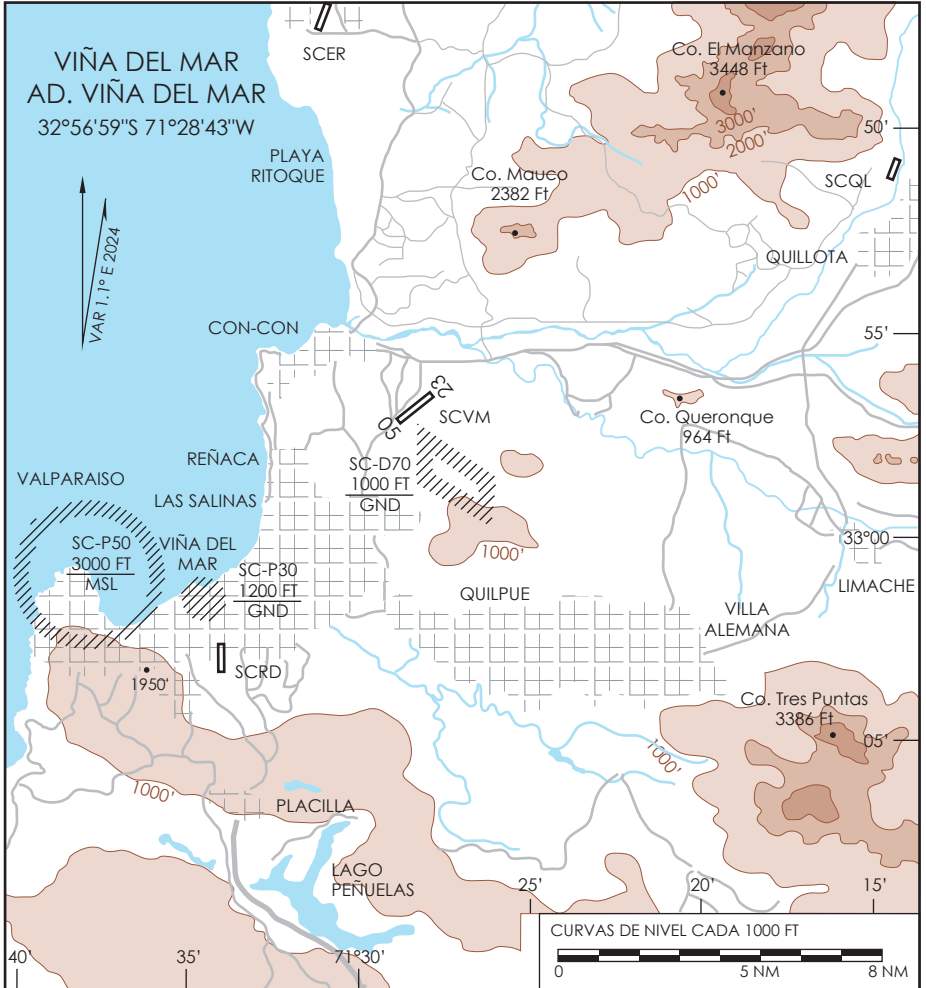 VIÑA DEL MAR
AD. VIÑA DEL MAR
32°56'59"S 71°28'43"W
SCER
Co. El Manzano
3448 Ft
3000'
2000'
1000'
50'
PLAYA
RITOQUE
Co. Mauco
2382 Ft
SCQL
QUILLOTA
VAR 1.1° E 2024
CON-CON
55'
23
05
SCVM
Co. Queronque
964 Ft
REÑACA
SC-D70
1000 FT
GND
VALPARAISO
LAS SALINAS
SC-P50
3000 FT
MSL
VIÑA DEL
MAR
SC-P30
1200 FT
GND
1000'
33°00'
LIMACHE
QUILPUE
VILLA
ALEMANA
SCRD
1950'
Co. Tres Puntas
3386 Ft
05'
1000'
1000'
PLACILLA
LAGO
PEÑUELAS
25'
20'
15'
40'
35'
71°30'
CURVAS DE NIVEL CADA 1000 FT
0 5 NM 8 NM